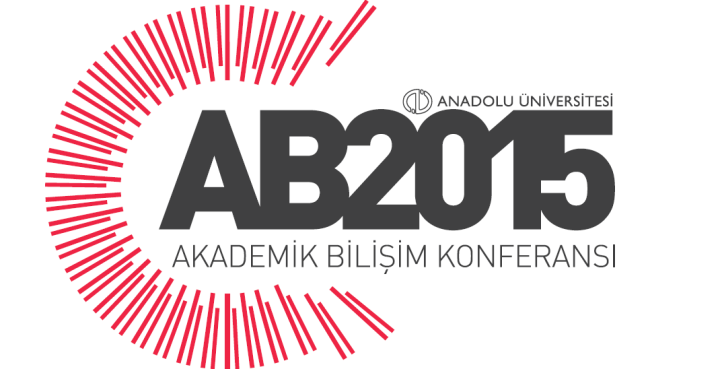 ANADOLU ÜNİVERSİTESİ
AB2015
AKADEMİK BİLİŞİM KONFERANSI